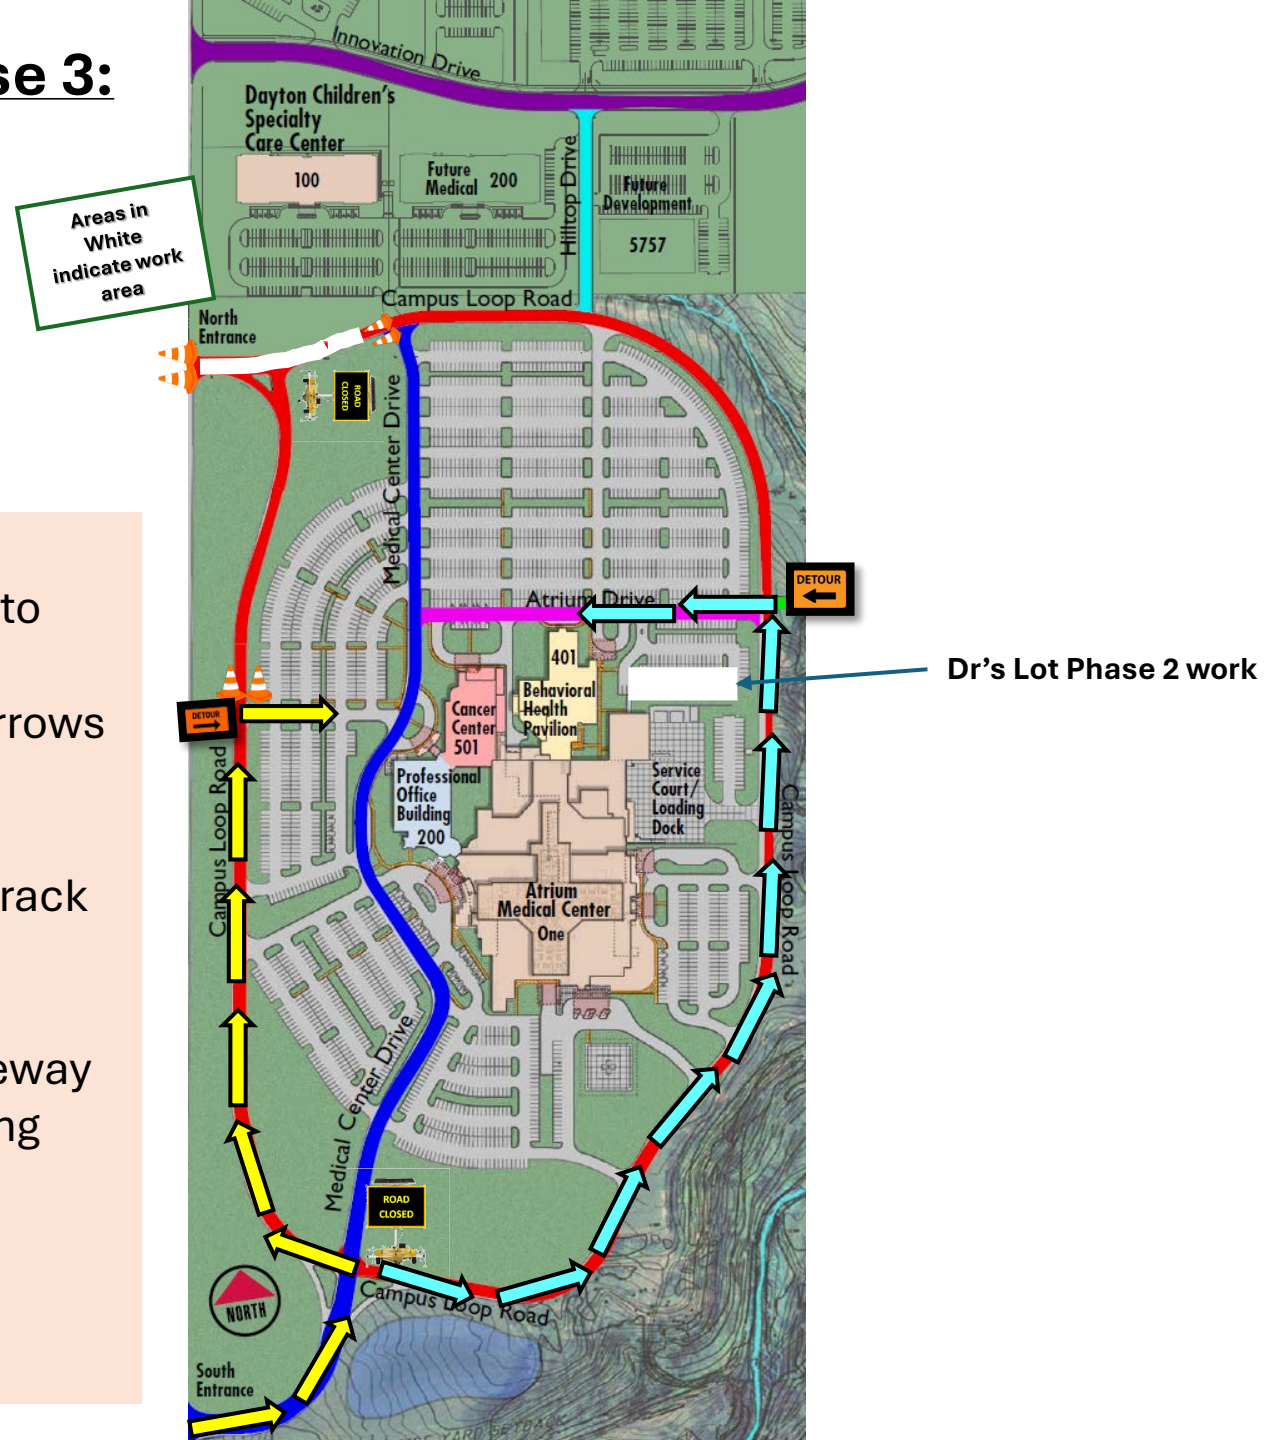 se 3:
Innovation Drive
Dayton Children's
Specialty
Care Center
100
Future
Medical 200
Hilltop Drive
Future
Development
5757
Areas in
White
indicate work
area
Campus Loop Road
North
Entrance
ROAD
CLOSED
Medical Center Drive
to
rrows
rack
eway
ng
Atrium Drive
DETOUR
401
Behavioral
Health
Pavilion
Dr's Lot Phase 2 work
Cancer
Center
501
DETOUR
Campus Loop Road
Professional
Office
Building
200
Service
Court/
Loading
Dock
Campus Loop Road
Atrium
Medical Center
One
Medical Center Drive
ROAD
CLOSED
Campus Loop Road
NORTH
South
Entrance